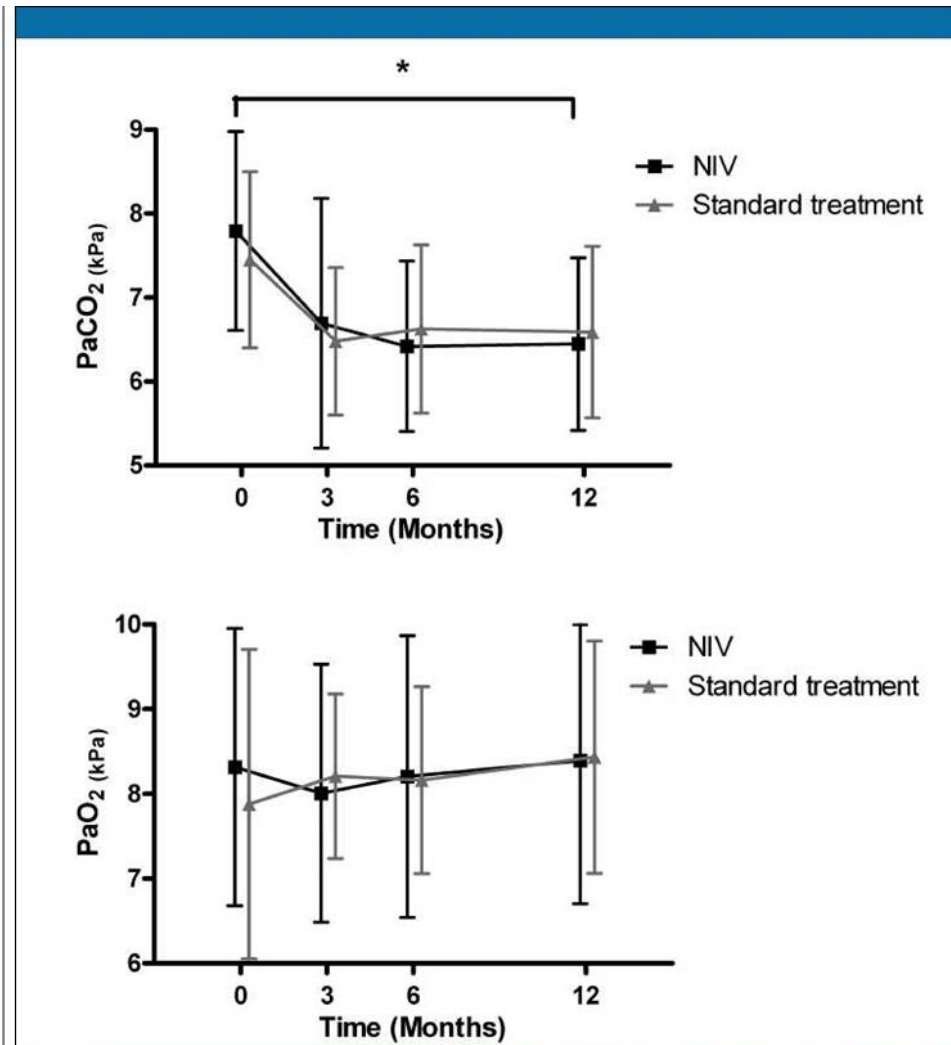 *
9
8
7
6
5
PaCO2 (kPa)
0 3 6 12
Time (Months)
NIV
Standard treatment
10
9
8
7
6
PaO2 (kPa)
0 3 6 12
Time (Months)
NIV
Standard treatment